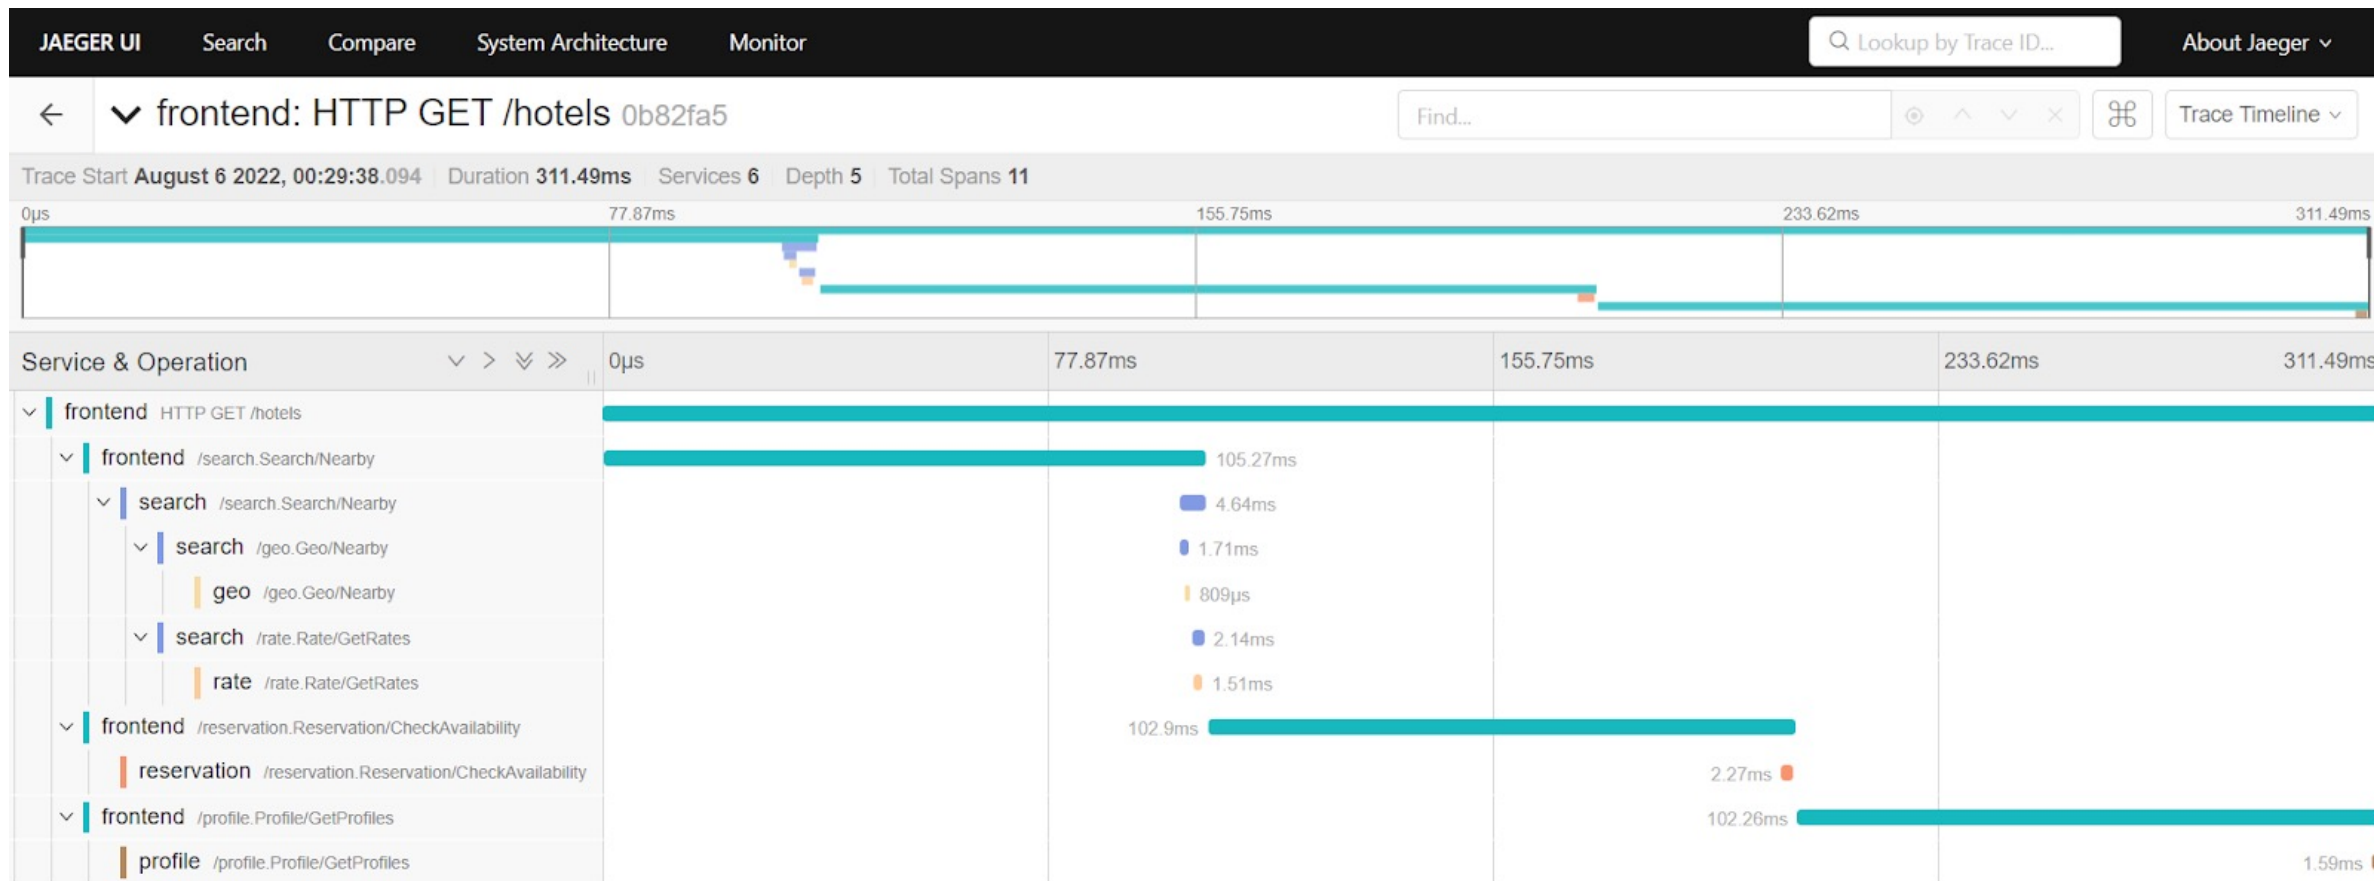 JAEGER UI Search Compare System Architecture Monitor Lookup by Trace ID... About Jaeger
frontend: HTTP GET /hotels 0b82fa5 Find... Trace Timeline
Trace Start August 6 2022, 00:29:38.094 Duration 311.49ms Services 6 Depth 5 Total Spans 11
0μs 77.87ms 155.75ms 233.62ms 311.49ms
Service & Operation 0μs 77.87ms 155.75ms 233.62ms 311.49ms
frontend HTTP GET /hotels
frontend /search.Search/Nearby 105.27ms
search /search.Search/Nearby 4.64ms
search /geo.Geo/Nearby 1.71ms
geo /geo.Geo/Nearby 809μs
search /rate.Rate/GetRates 2.14ms
rate /rate.Rate/GetRates 1.51ms
frontend /reservation.Reservation/CheckAvailability 102.9ms
reservation /reservation.Reservation/CheckAvailability 2.27ms
frontend /profile.Profile/GetProfiles 102.26ms
profile /profile.Profile/GetProfiles 1.59ms